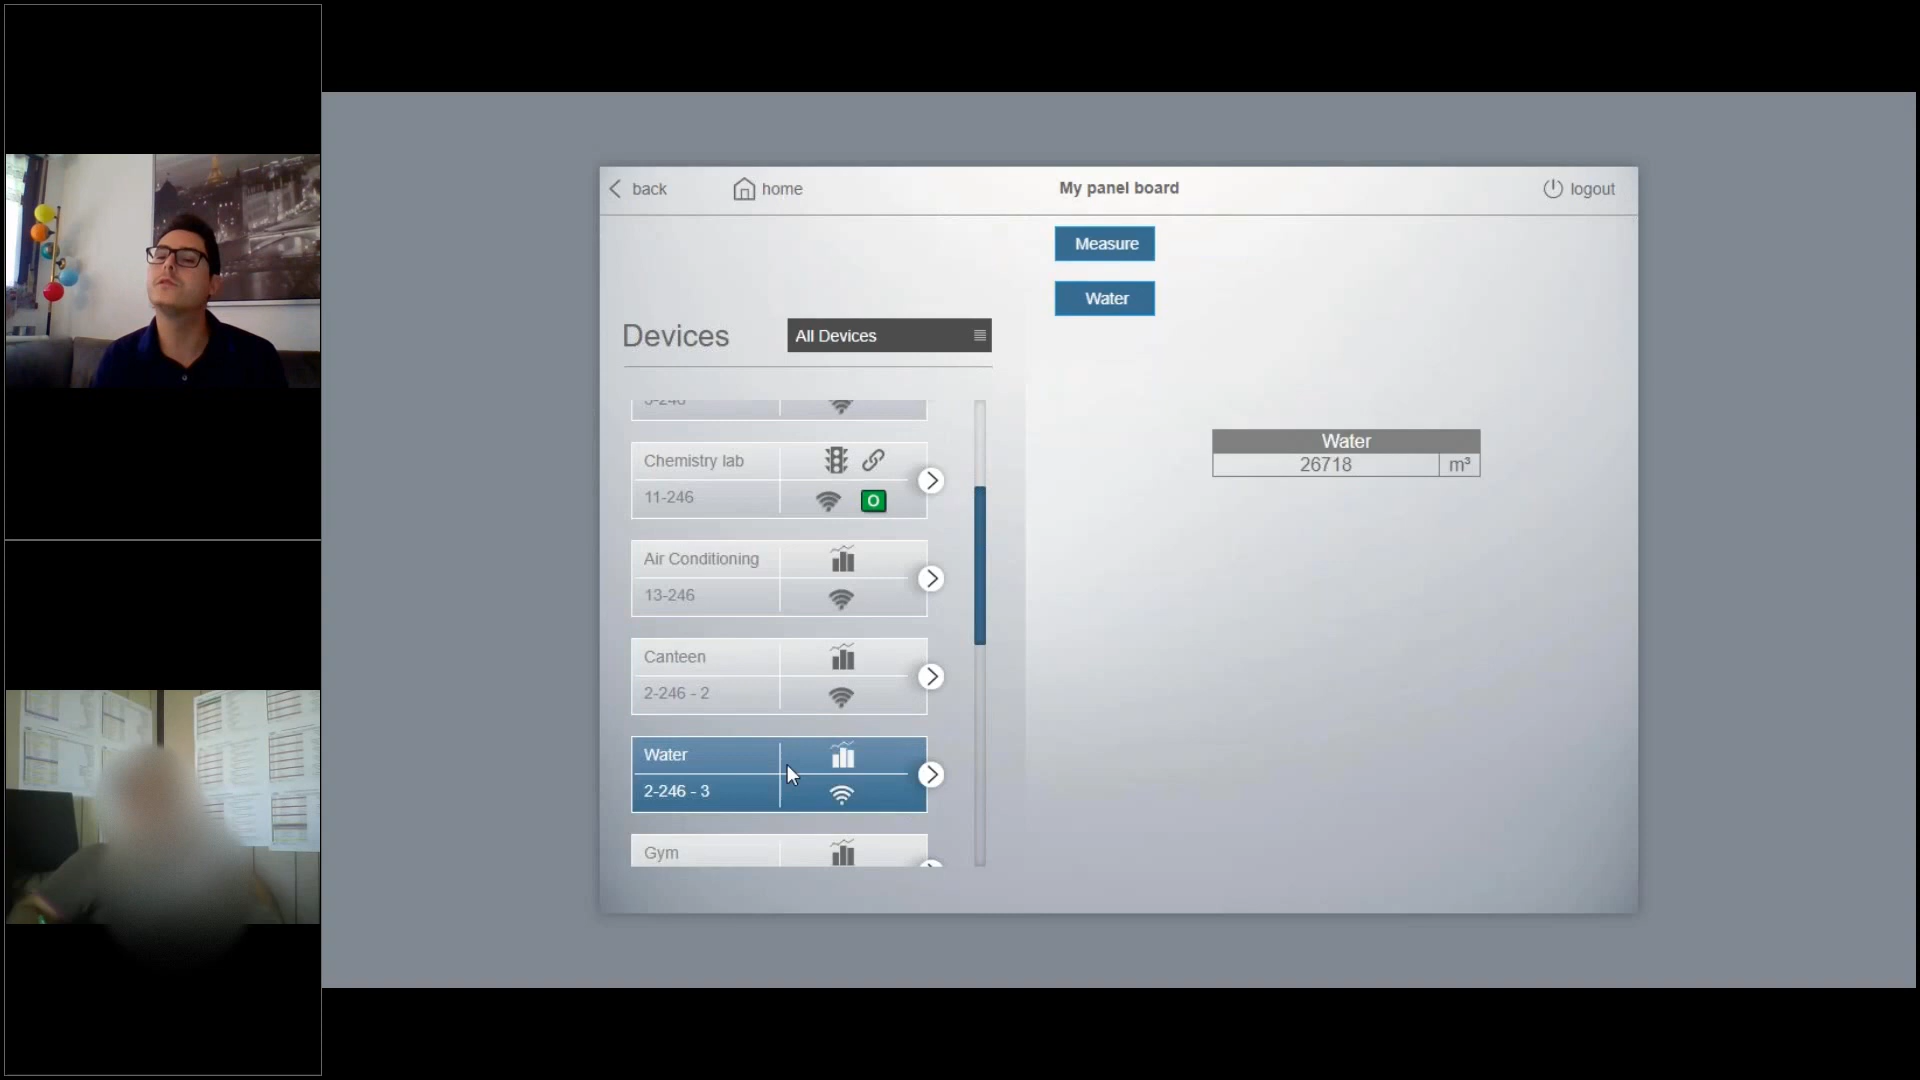 back
home
My panel board
logout
Measure
Water
Devices
All Devices
Chemistry lab
11-246
O
Air Conditioning
13-246
Canteen
2-246 - 2
Water
2-246 - 3
Gym
Water
26718 m³